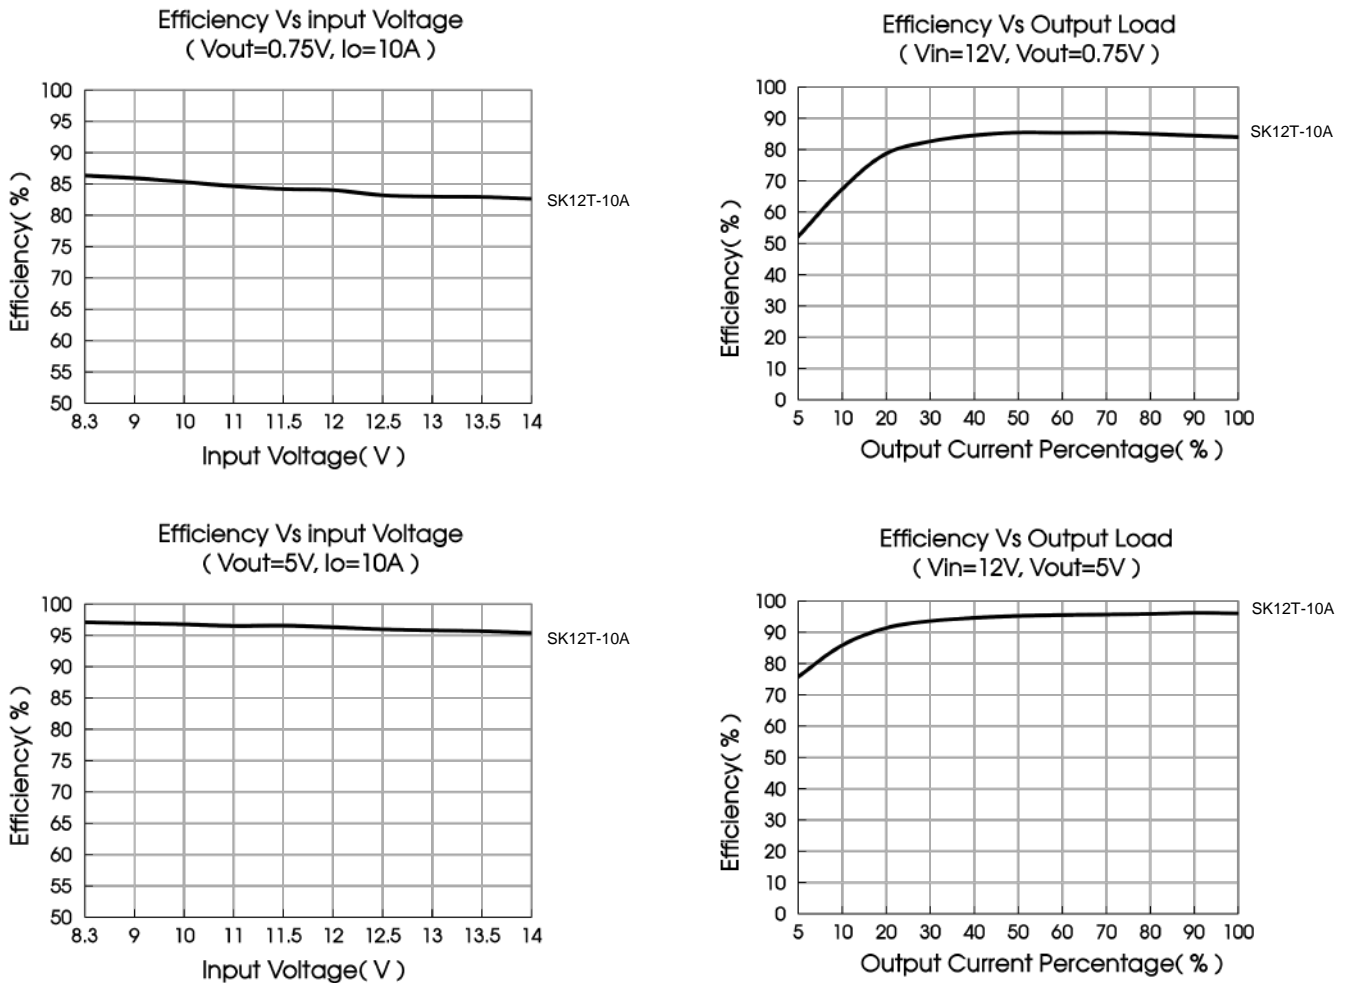 Efficiency Vs input Voltage
( Vout=0.75V, Io=10A )
100
95
90
85
80
75
70
65
60
55
50
Efficiency( % )
SK12T-10A
8.3 9 10 11 11.5 12 12.5 13 13.5 14
Input Voltage( V )
Efficiency Vs Output Load
( Vin=12V, Vout=0.75V )
100
90
80
70
60
50
40
30
20
10
0
Efficiency( % )
SK12T-10A
5 10 20 30 40 50 60 70 80 90 100
Output Current Percentage( % )
Efficiency Vs input Voltage
( Vout=5V, Io=10A )
100
95
90
85
80
75
70
65
60
55
50
Efficiency( % )
SK12T-10A
8.3 9 10 11 11.5 12 12.5 13 13.5 14
Input Voltage( V )
Efficiency Vs Output Load
( Vin=12V, Vout=5V )
100
90
80
70
60
50
40
30
20
10
0
Efficiency( % )
SK12T-10A
5 10 20 30 40 50 60 70 80 90 100
Output Current Percentage( % )